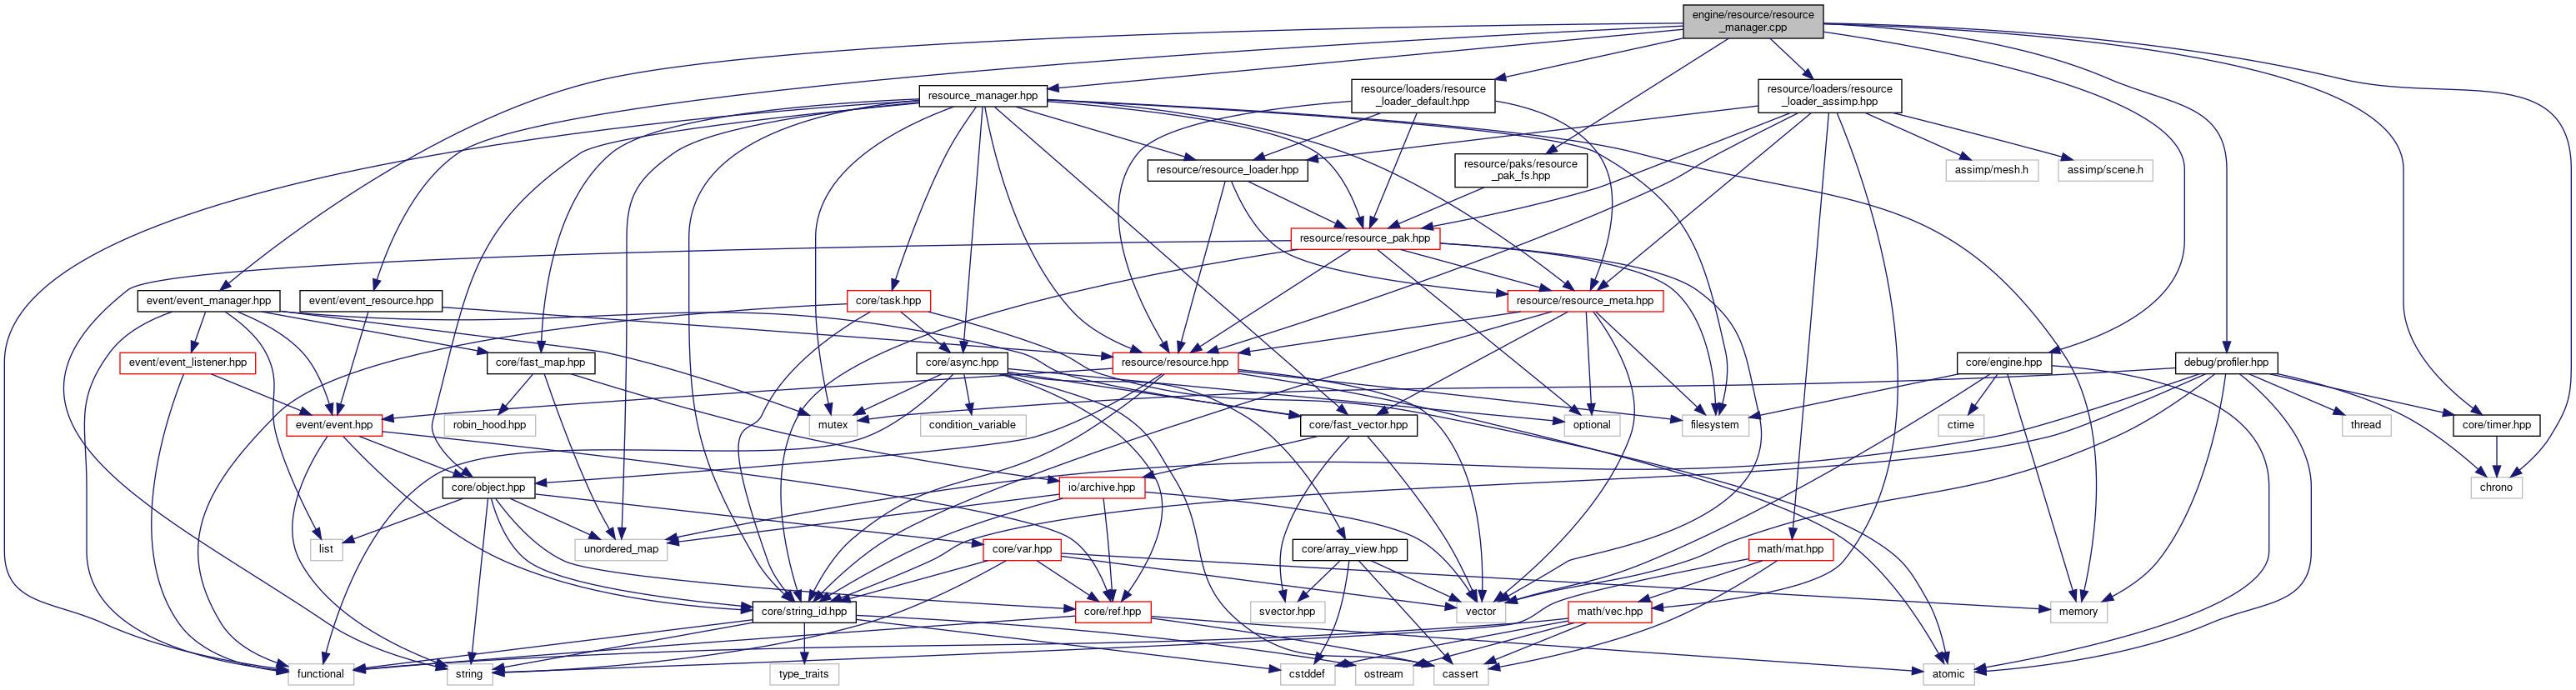 engine/resource/resource
_manager.cpp
resource_manager.hpp
resource/loaders/resource
_loader_default.hpp
resource/loaders/resource
_loader_assimp.hpp
resource/resource_loader.hpp
resource/paks/resource
_pak_fs.hpp
assimp/mesh.h
assimp/scene.h
resource/resource_pak.hpp
event/event_manager.hpp
event/event_resource.hpp
core/task.hpp
resource/resource_meta.hpp
event/event_listener.hpp
core/fast_map.hpp
core/async.hpp
resource/resource.hpp
core/engine.hpp
debug/profiler.hpp
event/event.hpp
robin_hood.hpp
mutex
condition_variable
core/fast_vector.hpp
optional
filesystem
ctime
thread
core/timer.hpp
core/object.hpp
io/archive.hpp
chrono
list
unordered_map
core/var.hpp
core/array_view.hpp
math/mat.hpp
core/string_id.hpp
core/ref.hpp
svector.hpp
vector
math/vec.hpp
memory
functional
string
type_traits
cstddef
ostream
cassert
atomic